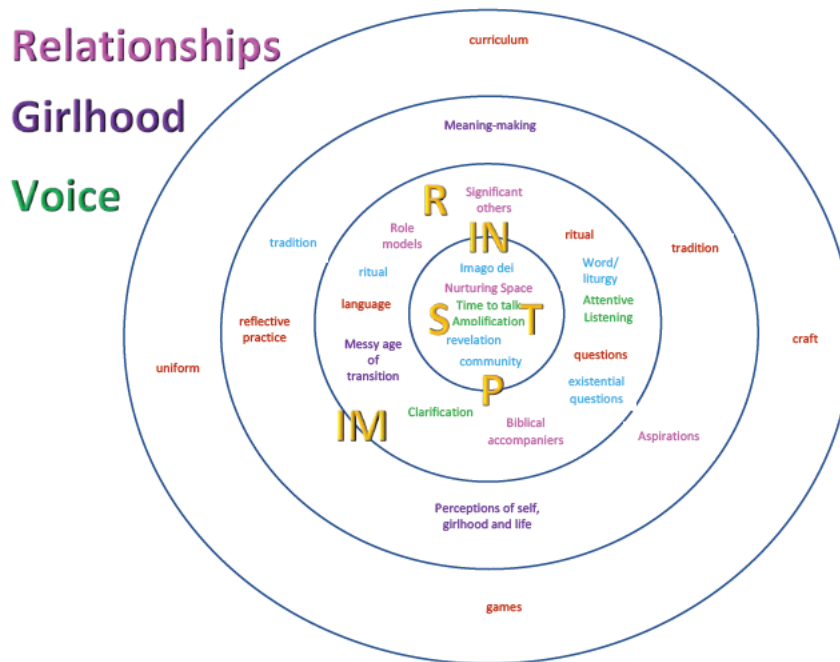 Relationships
curriculum
Girlhood
Meaning-making
Voice
R
Significant
others
Role
models
IN
ritual
tradition
tradition
Imago dei
Word/
liturgy
ritual
Nurturing Space
Attentive
Listening
language
Time to talk
S
T
Amplification
reflective
practice
revelation
Messy age
of
transition
questions
craft
uniform
community
existential
questions
P
Clarification
IM
Biblical
accompaniers
Aspirations
Perceptions of self,
girlhood and life
games